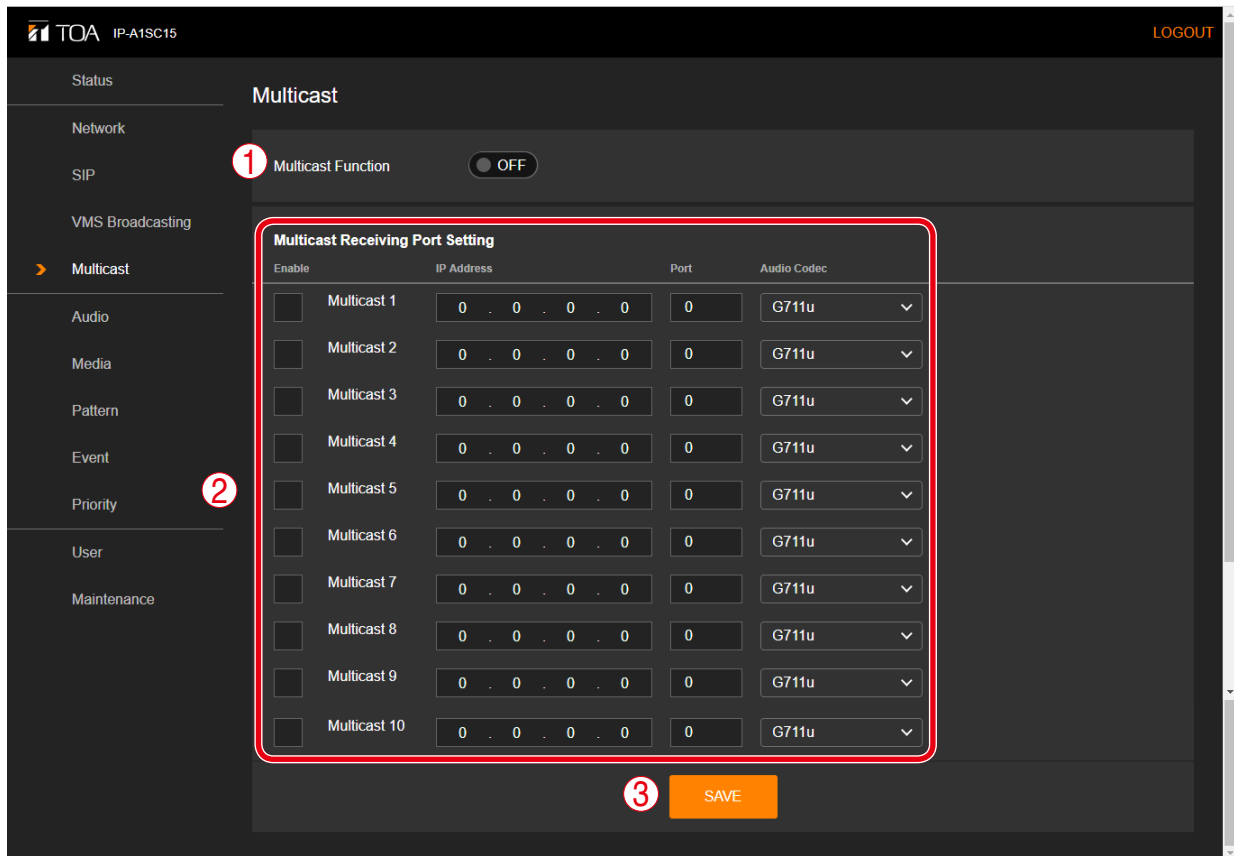 TOA IP-A1SC15 LOGOUT
Status
Network
SIP
VMS Broadcasting
Multicast
Audio
Media
Pattern
Event
Priority
User
Maintenance
Multicast
1 Multicast Function OFF
2
Multicast Receiving Port Setting
Enable IP Address Port Audio Codec
Multicast 1 0 . 0 . 0 . 0 0 G711u
Multicast 2 0 . 0 . 0 . 0 0 G711u
Multicast 3 0 . 0 . 0 . 0 0 G711u
Multicast 4 0 . 0 . 0 . 0 0 G711u
Multicast 5 0 . 0 . 0 . 0 0 G711u
Multicast 6 0 . 0 . 0 . 0 0 G711u
Multicast 7 0 . 0 . 0 . 0 0 G711u
Multicast 8 0 . 0 . 0 . 0 0 G711u
Multicast 9 0 . 0 . 0 . 0 0 G711u
Multicast 10 0 . 0 . 0 . 0 0 G711u
3 SAVE